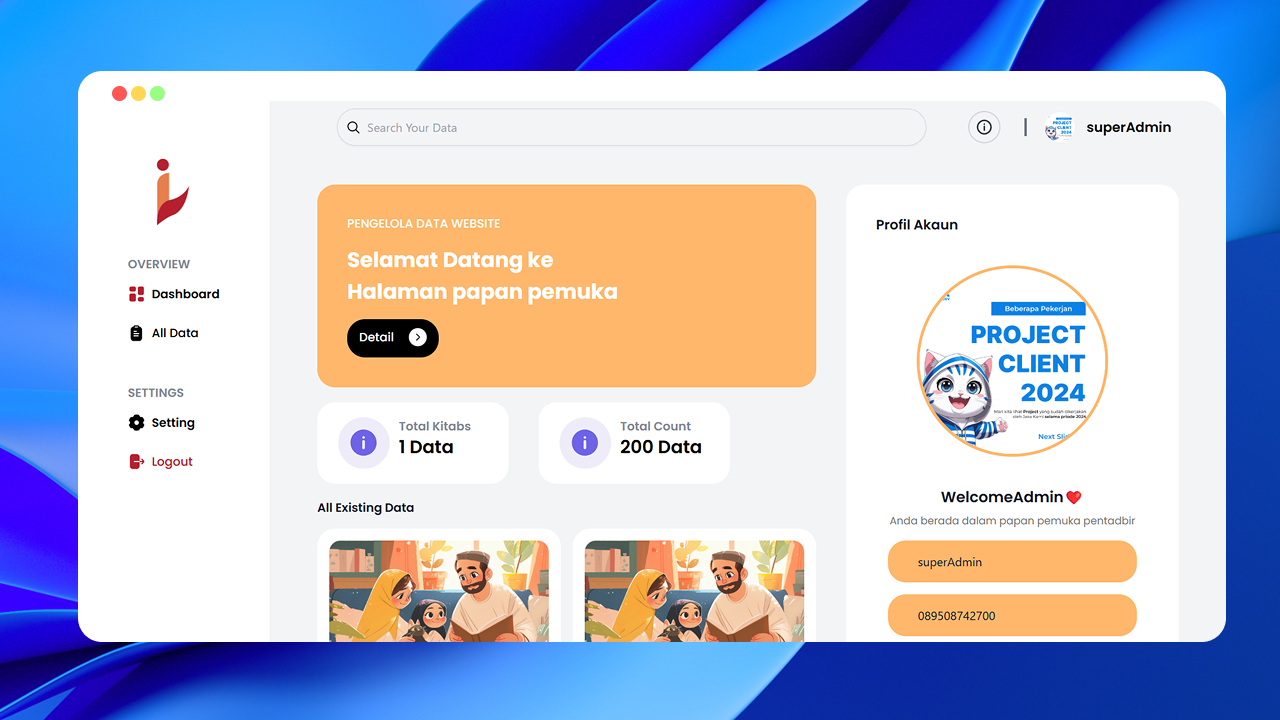 Search Your Data
superAdmin
OVERVIEW
Dashboard
All Data
SETTINGS
Setting
Logout
PENGELOLA DATA WEBSITE
Selamat Datang ke
Halaman papan pemuka
Detail
Total Kitabs
1 Data
Total Count
200 Data
All Existing Data
Profil Akaun
Beberapa Pekerjan
PROJECT
CLIENT
2024
Mari kita lihat Project yang sudah dikerjakan
oleh Jasa Kami selama priode 2024
Next Sli
WelcomeAdmin
Anda berada dalam papan pemuka pentadbir
superAdmin
089508742700